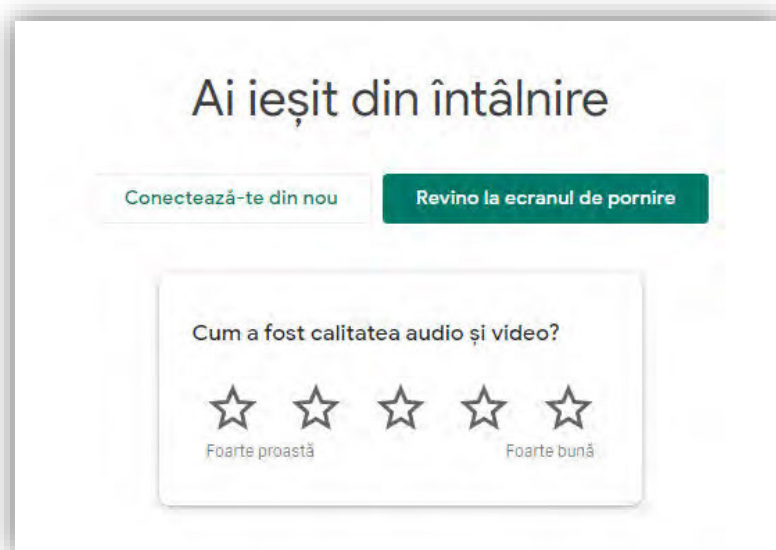 Ai ieșit din întâlnire
Conectează-te din nou
Revino la ecranul de pornire
Cum a fost calitatea audio și video?
Foarte proastă
Foarte bună